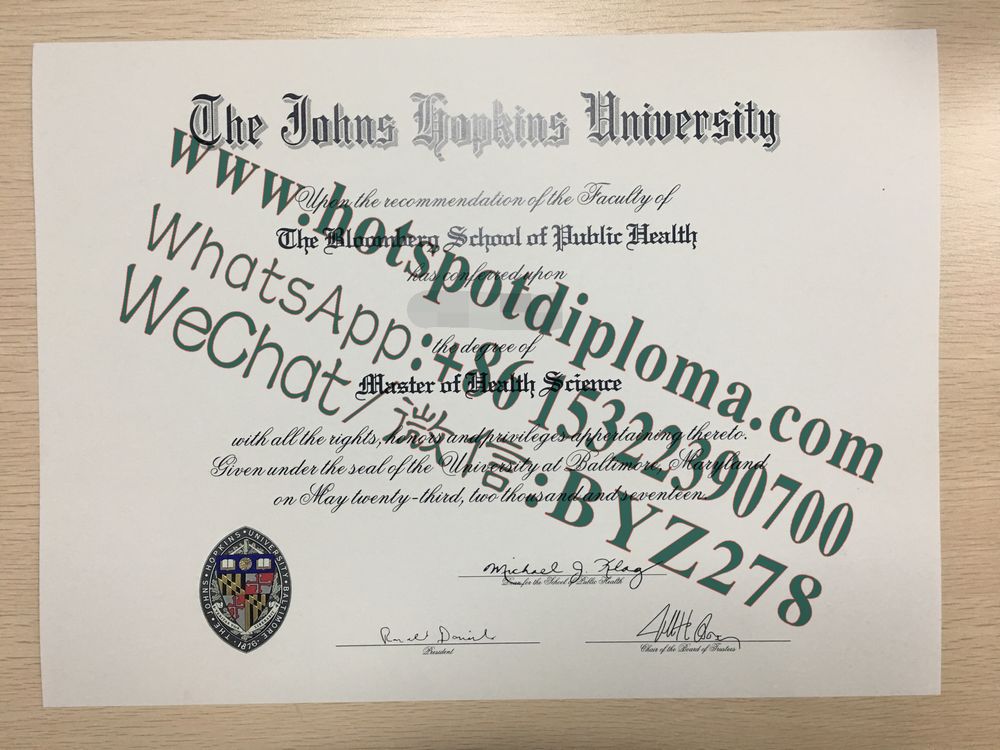 The Johns Hopkins University
Upon the recommendation of the Faculty of
The Bloomberg School of Public Health
has conferred upon
the degree of
Master of Health Science
with all the rights, honors and privileges appertaining thereto.
Given under the seal of the University at Baltimore, Maryland
on May twenty-third, two thousand and seventeen.
www.hotspotdiploma.com
WhatsApp:+86 15322390700
WeChat/微信:BYZ278
THE·JOHNS·HOPKINS·UNIVERSITY·BALTIMORE·1876·
Michael J. Klag
Dean for the School of Public Health
Ronald Daniels
President
Chair of the Board of Trustees